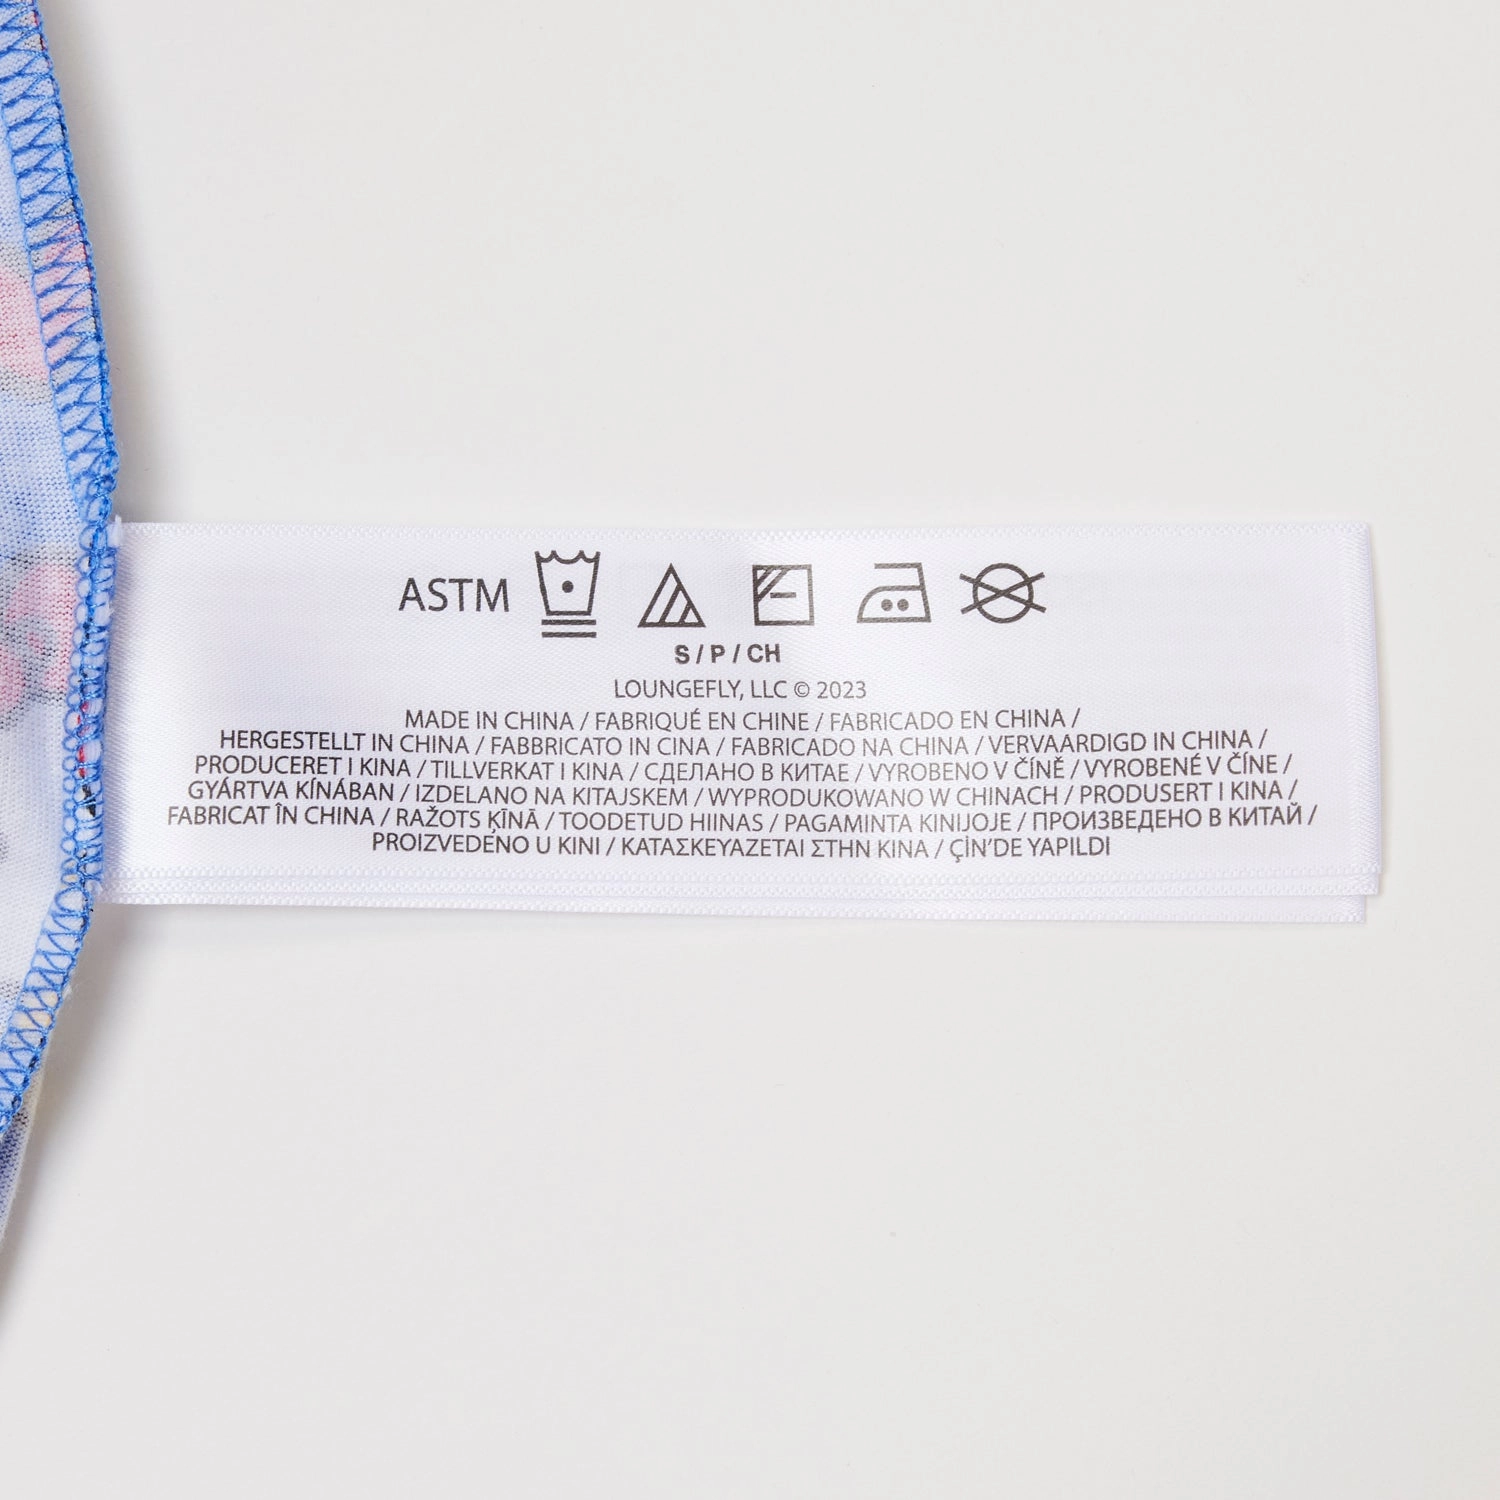 ASTM
S / P / CH
LOUNGEFLY, LLC © 2023
MADE IN CHINA / FABRIQUÉ EN CHINE / FABRICADO EN CHINA /
HERGESTELLT IN CHINA / FABBRICATO IN CINA / FABRICADO NA CHINA / VERVAARDIGD IN CHINA /
PRODUCERET I KINA / TILLVERKAT I KINA / СДЕЛАНО В КИТАЕ / VYROBENO V ČÍNĚ / VYROBENÉ V ČÍNE /
GYÁRTVA KÍNÁBAN / IZDELANO NA KITAJSKEM / WYPRODUKOWANO W CHINACH / PRODUSERT I KINA /
FABRICAT ÎN CHINA / RAŽOTS ĶĪNĀ / TOODETUD HIINAS / PAGAMINTA KINIJOJE / ПРОИЗВЕДЕНО В КИТАЙ /
PROIZVEDENO U KINI / ΚΑΤΑΣΚΕΥΑΖΕΤΑΙ ΣΤΗΝ ΚΙΝΑ / ÇİN'DE YAPILDI